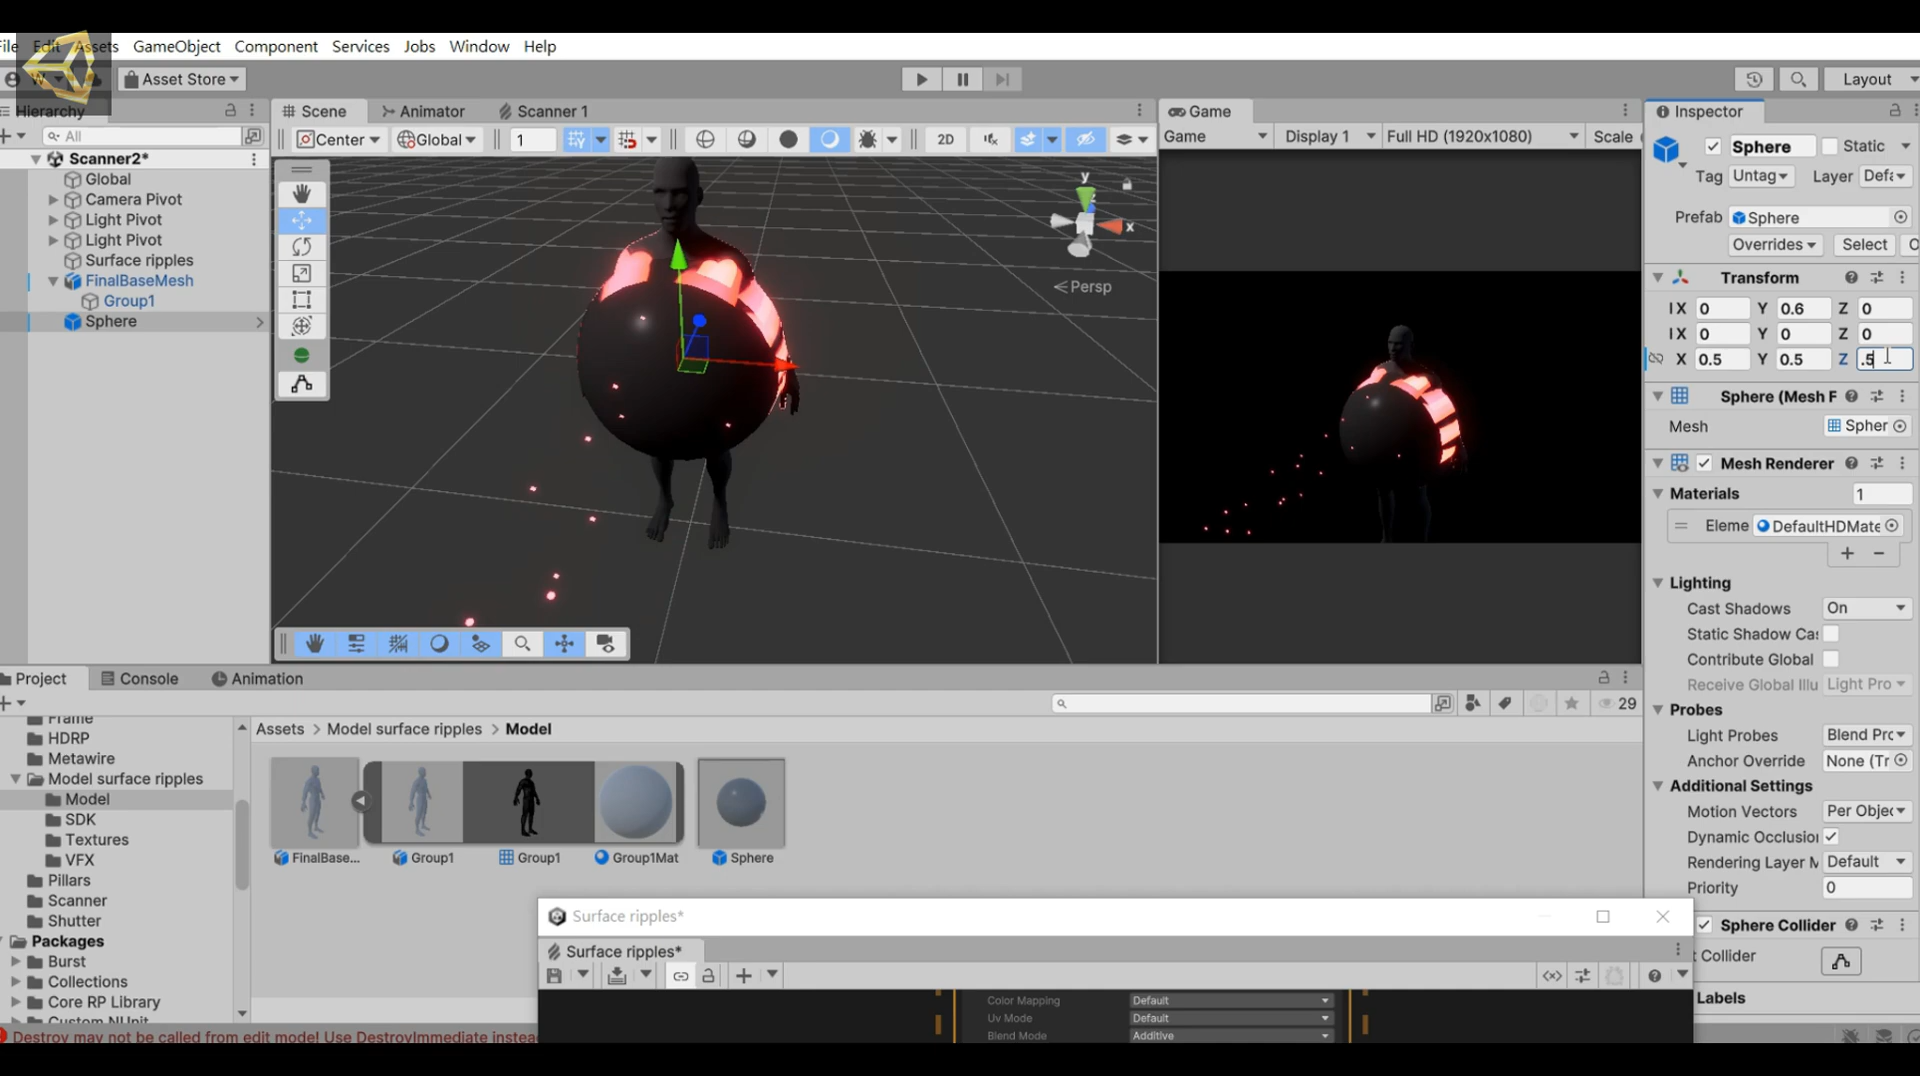 File Edit Assets GameObject Component Services Jobs Window Help
W Asset Store Layout
Hierarchy
All
Scanner2*
Global
Camera Pivot
Light Pivot
Light Pivot
Surface ripples
FinalBaseMesh
Group1
Sphere
Scene Animator Scanner 1
Center Global 1 2D
y
x
Persp
Game
Game Display 1 Full HD (1920x1080) Scale
Inspector
Sphere Static
Tag Untag Layer Defa
Prefab Sphere
Overrides Select O
Transform
X 0 Y 0.6 Z 0
X 0 Y 0 Z 0
X 0.5 Y 0.5 Z .5
Sphere (Mesh F
Mesh Spher
Mesh Renderer
Materials 1
Eleme DefaultHDMate
Lighting
Cast Shadows On
Static Shadow Ca
Contribute Global
Receive Global Illu Light Pro
Probes
Light Probes Blend Pro
Anchor Override None (Tr
Additional Settings
Motion Vectors Per Objec
Dynamic Occlusion
Rendering Layer M Default
Priority 0
Sphere Collider
t Collider
Labels
Project Console Animation
29
Frame
HDRP
Metawire
Model surface ripples
Model
SDK
Textures
VFX
Pillars
Scanner
Shutter
Packages
Burst
Collections
Core RP Library
Custom NUnit
Assets > Model surface ripples > Model
FinalBase... Group1 Group1 Group1Mat Sphere
Surface ripples*
Surface ripples*
Color Mapping Default
Uv Mode Default
Blend Mode Additive
Destroy may not be called from edit mode! Use DestroyImmediate instea